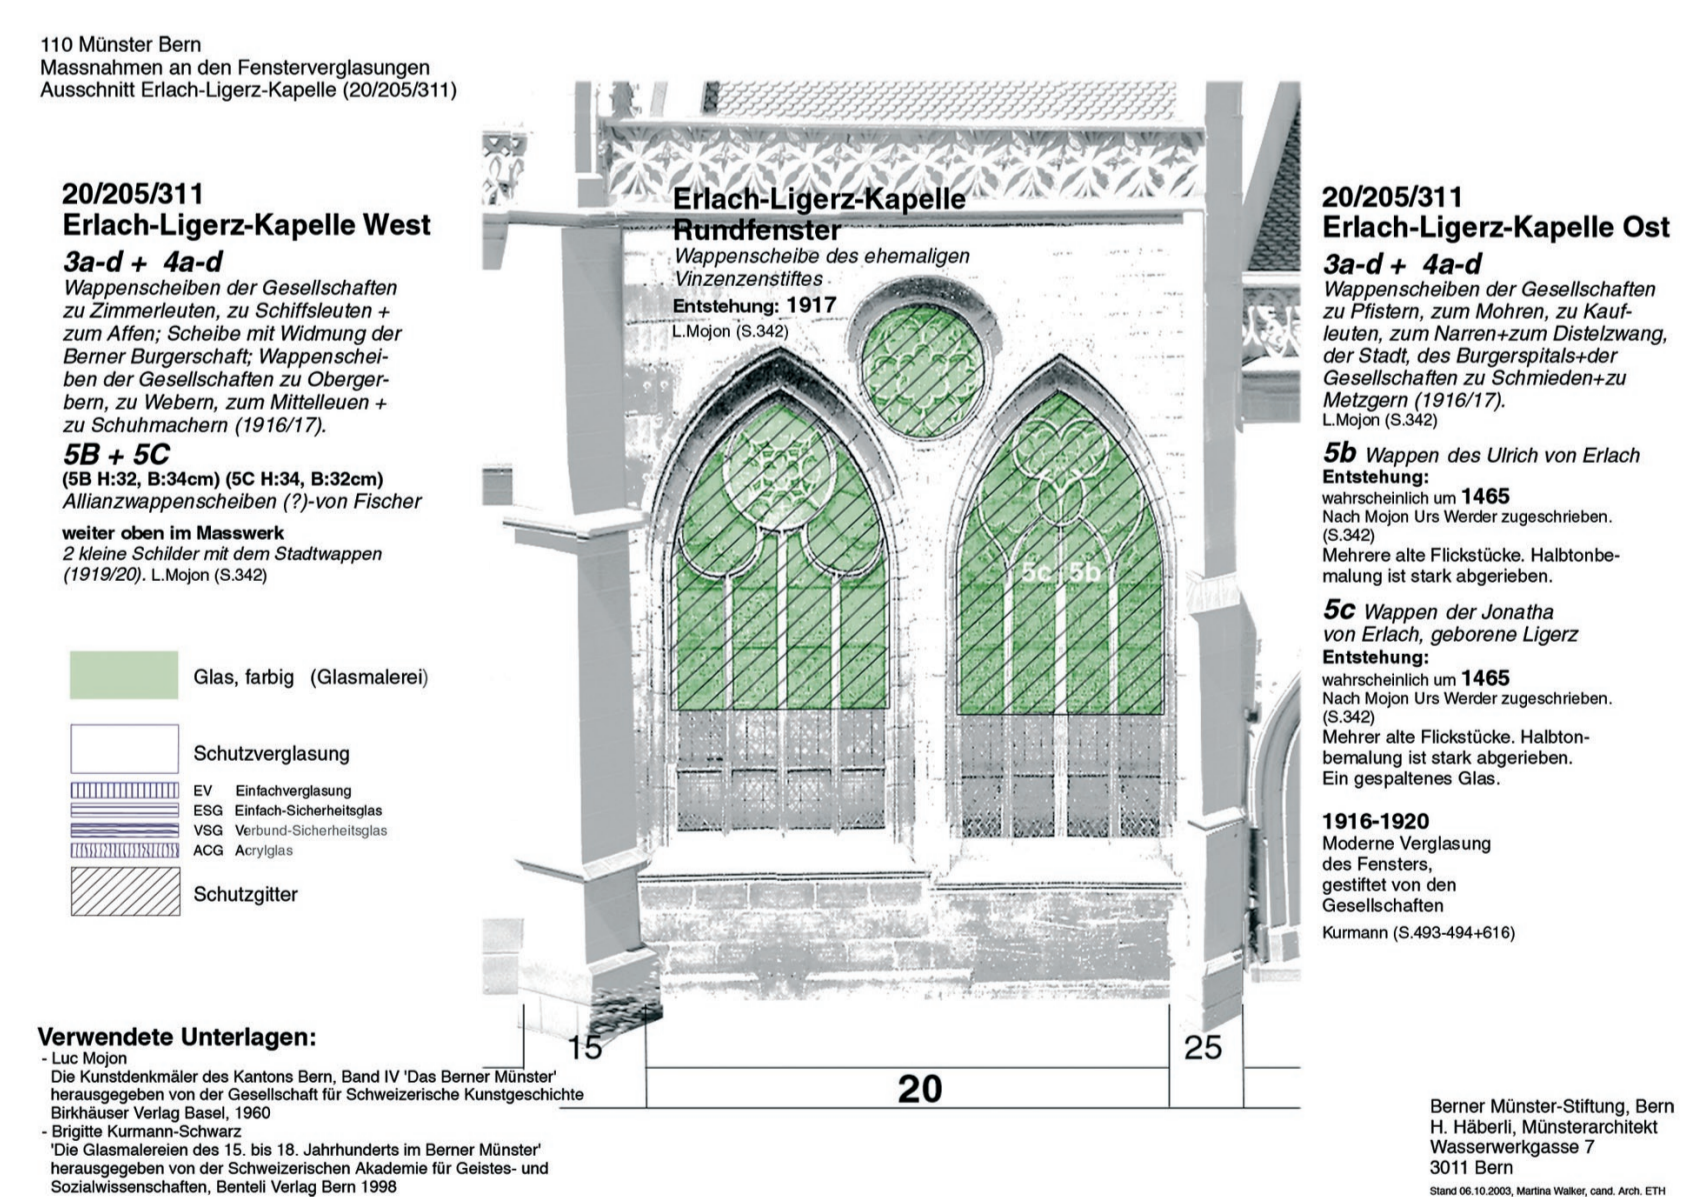 110 Münster Bern
Massnahmen an den Fensterverglasungen
Ausschnitt Erlach-Ligerz-Kapelle (20/205/311)
20/205/311
Erlach-Ligerz-Kapelle West
3a-d + 4a-d
Wappenscheiben der Gesellschaften
zu Zimmerleuten, zu Schiffsleuten +
zum Affen; Scheibe mit Widmung der
Berner Burgerschaft; Wappenschei-
ben der Gesellschaften zu Oberger-
bern, zu Webern, zum Mittelleuen +
zu Schuhmachern (1916/17).
5B + 5C
(5B H:32, B:34cm) (5C H:34, B:32cm)
Allianzwappenscheiben (?)-von Fischer
weiter oben im Masswerk
2 kleine Schilder mit dem Stadtwappen
(1919/20). L.Mojon (S.342)
Glas, farbig (Glasmalerei)
Schutzverglasung
EV Einfachverglasung
ESG Einfach-Sicherheitsglas
VSG Verbund-Sicherheitsglas
ACG Acrylglas
Schutzgitter
Erlach-Ligerz-Kapelle
Rundfenster
Wappenscheibe des ehemaligen
Vinzenzenstiftes
Entstehung: 1917
L.Mojon (S.342)
5c 5b
15
20
25
20/205/311
Erlach-Ligerz-Kapelle Ost
3a-d + 4a-d
Wappenscheiben der Gesellschaften
zu Pfistern, zum Mohren, zu Kauf-
leuten, zum Narren+zum Distelzwang,
der Stadt, des Burgerspitals+der
Gesellschaften zu Schmieden+zu
Metzgern (1916/17).
L.Mojon (S.342)
5b Wappen des Ulrich von Erlach
Entstehung:
wahrscheinlich um 1465
Nach Mojon Urs Werder zugeschrieben.
(S.342)
Mehrere alte Flickstücke. Halbtonbe-
malung ist stark abgerieben.
5c Wappen der Jonatha
von Erlach, geborene Ligerz
Entstehung:
wahrscheinlich um 1465
Nach Mojon Urs Werder zugeschrieben.
(S.342)
Mehrer alte Flickstücke. Halbton-
bemalung ist stark abgerieben.
Ein gespaltenes Glas.
1916-1920
Moderne Verglasung
des Fensters,
gestiftet von den
Gesellschaften
Kurmann (S.493-494+616)
Verwendete Unterlagen:
- Luc Mojon
Die Kunstdenkmäler des Kantons Bern, Band IV 'Das Berner Münster'
herausgegeben von der Gesellschaft für Schweizerische Kunstgeschichte
Birkhäuser Verlag Basel, 1960
- Brigitte Kurmann-Schwarz
'Die Glasmalereien des 15. bis 18. Jahrhunderts im Berner Münster'
herausgegeben von der Schweizerischen Akademie für Geistes- und
Sozialwissenschaften, Benteli Verlag Bern 1998
Berner Münster-Stiftung, Bern
H. Häberli, Münsterarchitekt
Wasserwerkgasse 7
3011 Bern
Stand 06.10.2003, Martina Walker, cand. Arch. ETH